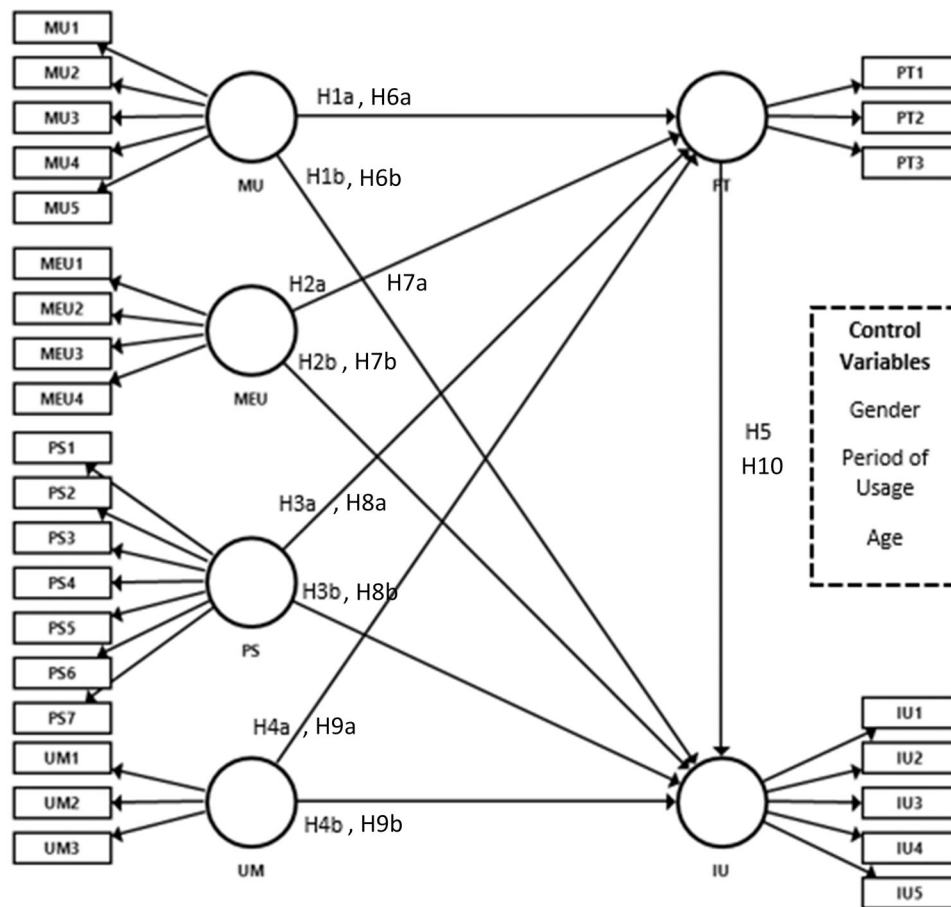 MU1
MU2
MU3
MU4
MU5
MU
H1a , H6a
H1b , H6b
PT
PT1
PT2
PT3
MEU1
MEU2
MEU3
MEU4
MEU
H2a
H7a
H2b , H7b
Control
Variables
Gender
Period of
Usage
Age
H5
H10
PS1
PS2
PS3
PS4
PS5
PS6
PS7
PS
H3a , H8a
H3b , H8b
UM1
UM2
UM3
UM
H4a , H9a
H4b , H9b
IU
IU1
IU2
IU3
IU4
IU5